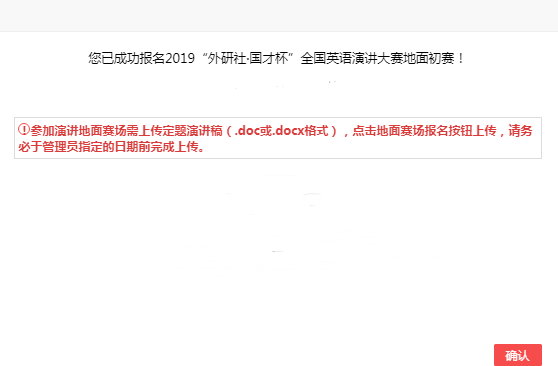 您已成功报名2019“外研社·国才杯”全国英语演讲大赛地面初赛！
参加演讲地面赛场需上传定题演讲稿（.doc或.docx格式），点击地面赛场报名按钮上传，请务
必于管理员指定的日期前完成上传。
确认